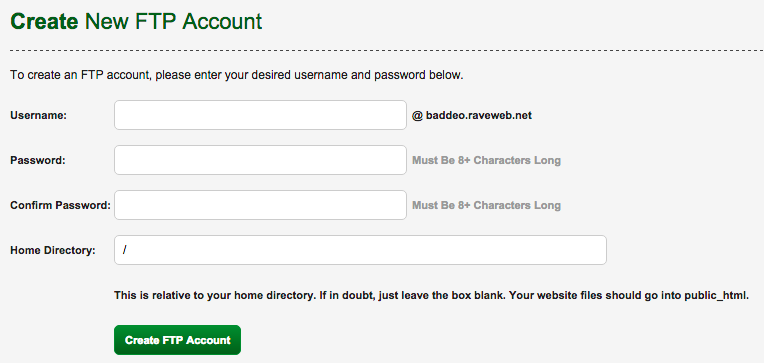 Create New FTP Account
To create an FTP account, please enter your desired username and password below.
Username: @ baddeo.raveweb.net
Password: Must Be 8+ Characters Long
Confirm Password: Must Be 8+ Characters Long
Home Directory: /
This is relative to your home directory. If in doubt, just leave the box blank. Your website files should go into public_html.
Create FTP Account